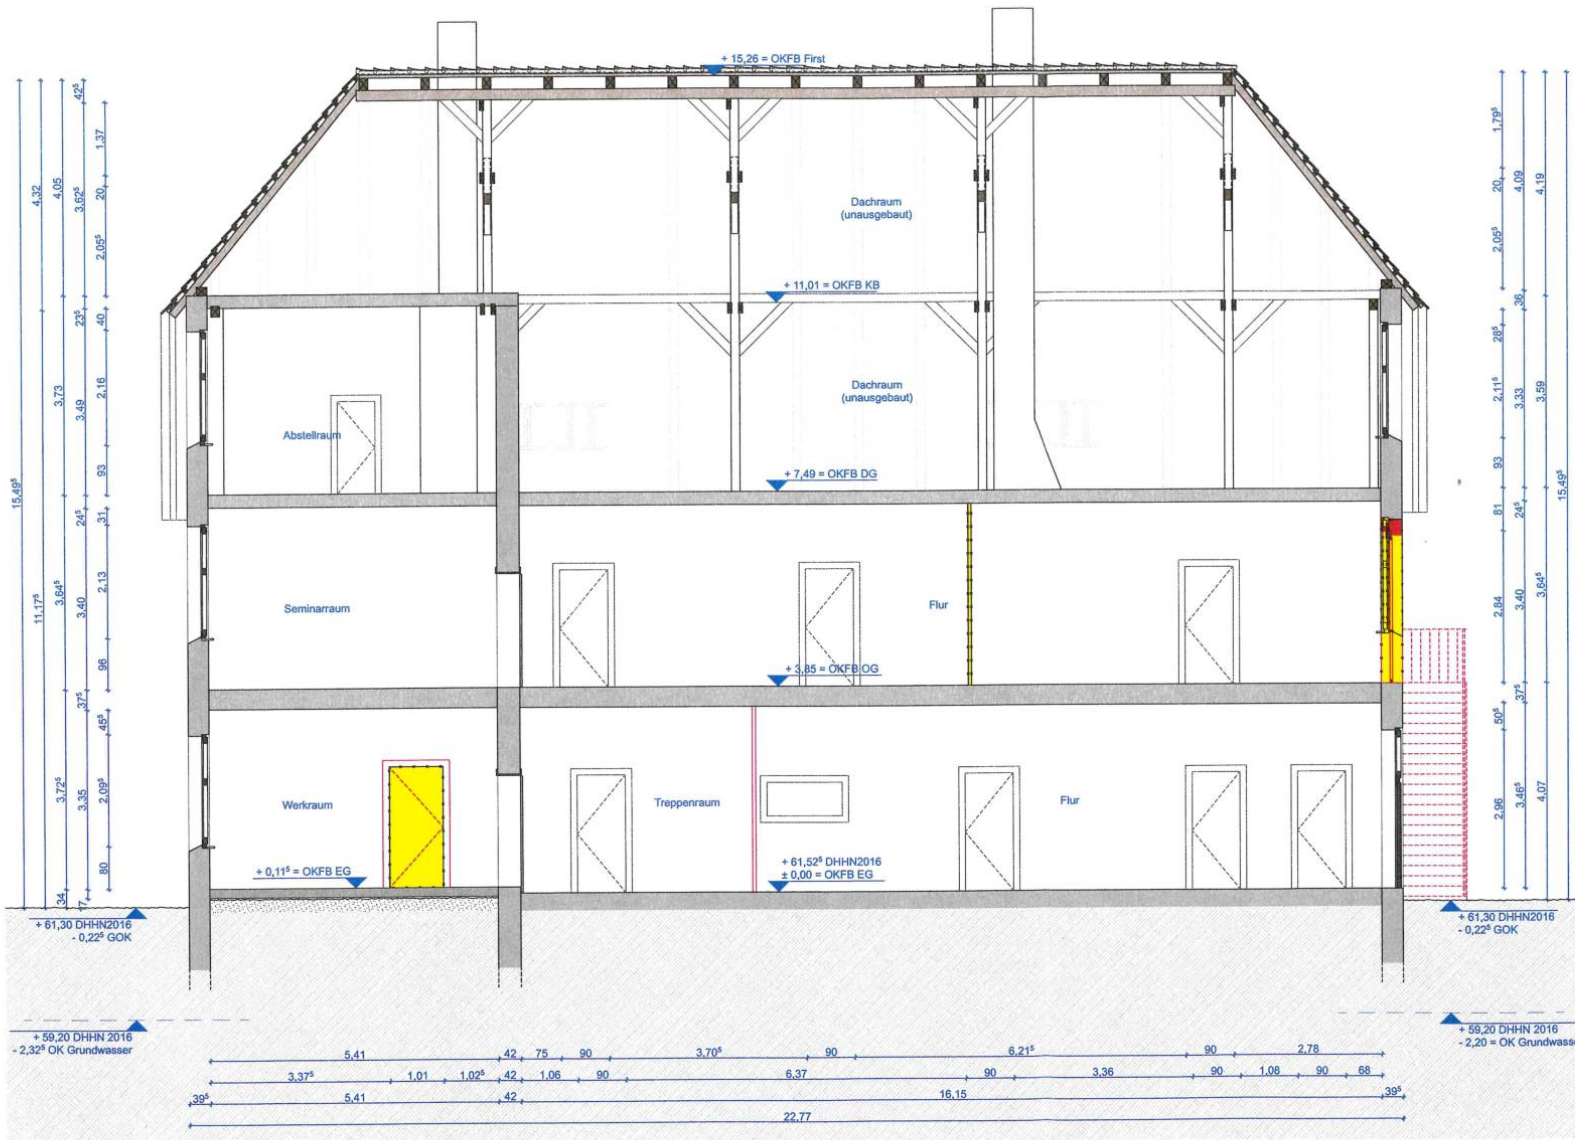 + 15,26 = OKFB First
Dachraum
(unausgebaut)
+ 11,01 = OKFB KB
Dachraum
(unausgebaut)
Abstellraum
+ 7,49 = OKFB DG
Seminarraum
Flur
+ 3,85 = OKFB OG
Werkraum
Treppenraum
Flur
+ 0,11⁵ = OKFB EG
+ 61,52⁵ DHHN2016
± 0,00 = OKFB EG
+ 61,30 DHHN2016
- 0,22⁵ GOK
+ 61,30 DHHN2016
- 0,22⁵ GOK
+ 59,20 DHHN 2016
- 2,32⁵ OK Grundwasser
+ 59,20 DHHN 2016
- 2,20 = OK Grundwasse
15,49⁵
4,32
11,17⁵
4,05
3,73
3,64⁵
3,72⁵
34
42⁵
3,62⁵
23⁵
3,49
24⁵
3,40
37⁵
3,35
7
1,37
20
2,05⁵
40
2,16
93
31
2,13
96
45⁵
2,09⁵
80
1,79⁵
20
2,05⁵
28⁵
2,11⁵
93
81
2,84
50⁵
2,96
4,09
36
3,33
24⁵
3,40
37⁵
3,46⁵
4,19
3,59
3,64⁵
4,07
15,49⁵
5,41 42 75 90 3,70⁵ 90 6,21⁵ 90 2,78
3,37⁵ 1,01 1,02⁵ 42 1,06 90 6,37 90 3,36 90 1,08 90 68
39⁵ 5,41 42 16,15 39⁵
22,77